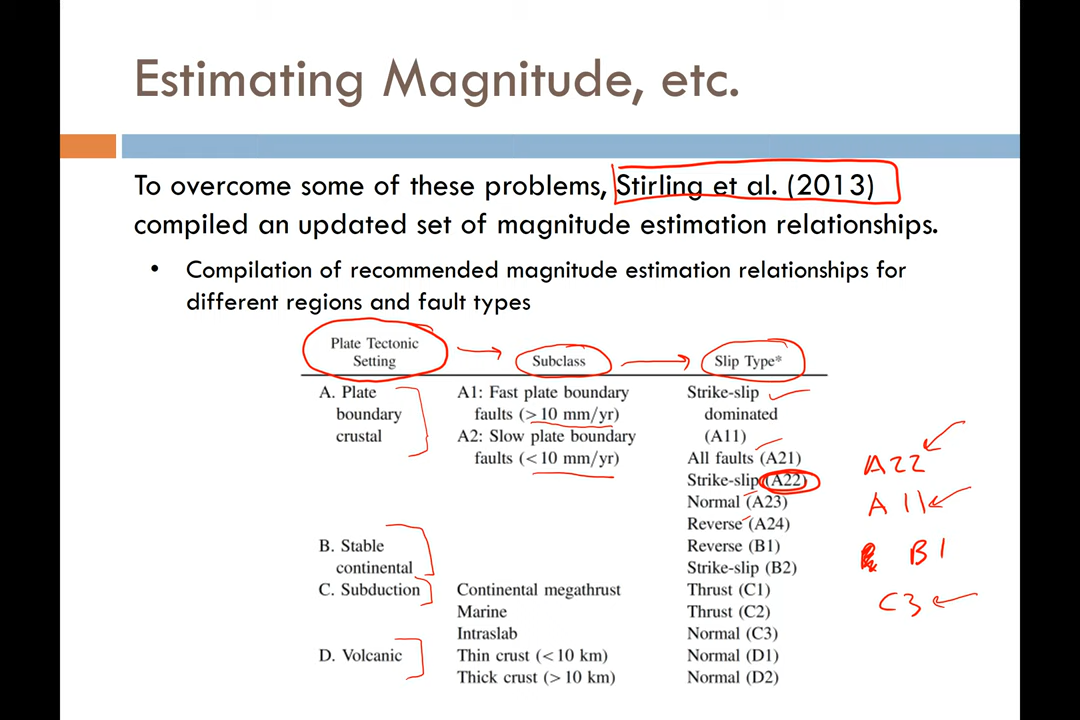 Estimating Magnitude, etc.
To overcome some of these problems, Stirling et al. (2013)
compiled an updated set of magnitude estimation relationships.
• Compilation of recommended magnitude estimation relationships for
different regions and fault types
Plate Tectonic
Setting Subclass Slip Type*
A. Plate A1: Fast plate boundary Strike-slip
boundary faults (>10 mm/yr) dominated
crustal A2: Slow plate boundary (A11)
faults (<10 mm/yr) All faults (A21)
Strike-slip (A22)
Normal (A23)
Reverse (A24)
B. Stable Reverse (B1)
continental Strike-slip (B2)
C. Subduction Continental megathrust Thrust (C1)
Marine Thrust (C2)
Intraslab Normal (C3)
D. Volcanic Thin crust (<10 km) Normal (D1)
Thick crust (>10 km) Normal (D2)
A22
A11
B1
C3